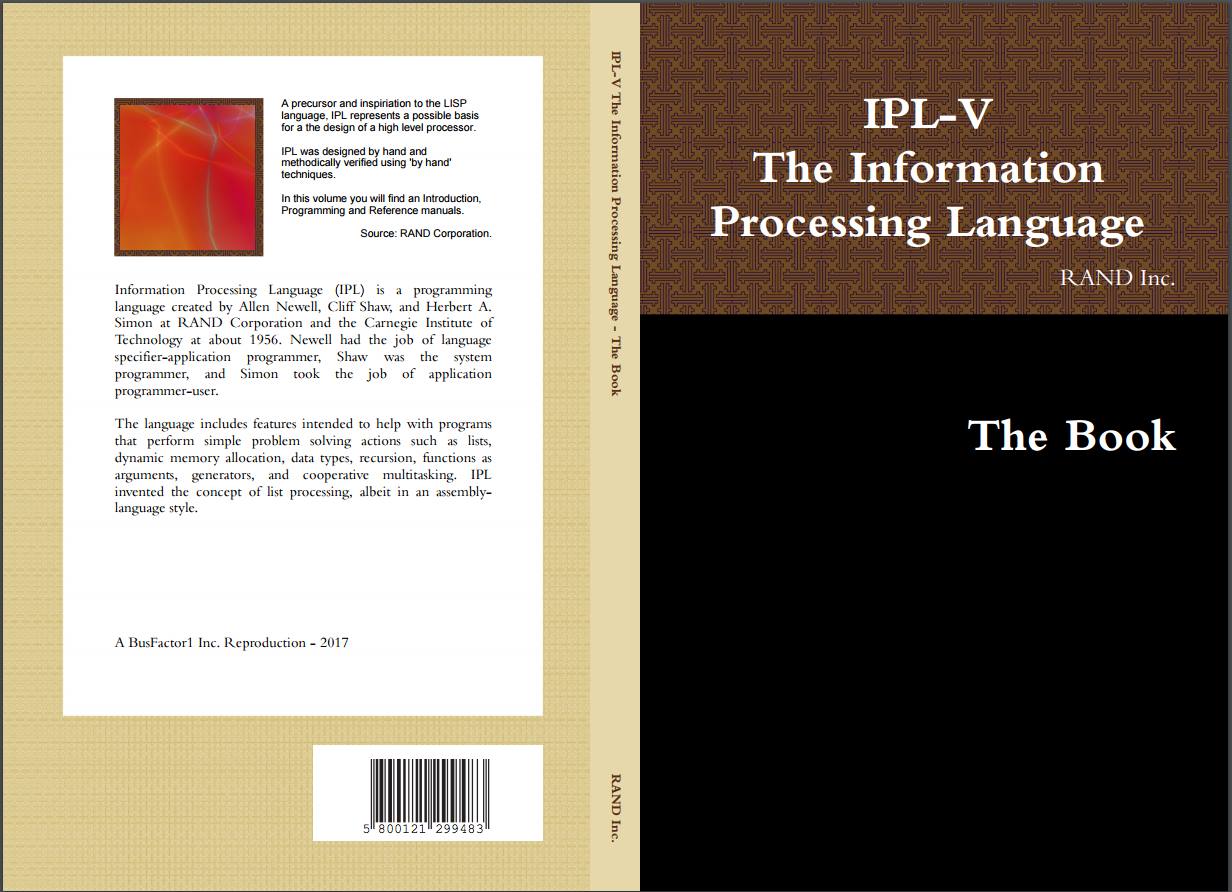 A precursor and inspiriation to the LISP
language, IPL represents a possible basis
for a the design of a high level processor.
IPL was designed by hand and
methodically verified using 'by hand'
techniques.
In this volume you will find an Introduction,
Programming and Reference manuals.
Source: RAND Corporation.
Information Processing Language (IPL) is a programming
language created by Allen Newell, Cliff Shaw, and Herbert A.
Simon at RAND Corporation and the Carnegie Institute of
Technology at about 1956. Newell had the job of language
specifier-application programmer, Shaw was the system
programmer, and Simon took the job of application
programmer-user.
The language includes features intended to help with programs
that perform simple problem solving actions such as lists,
dynamic memory allocation, data types, recursion, functions as
arguments, generators, and cooperative multitasking. IPL
invented the concept of list processing, albeit in an assembly-
language style.
A BusFactor1 Inc. Reproduction - 2017
5 800121 299483
IPL-V The Information Processing Language - The Book
RAND Inc.
IPL-V
The Information
Processing Language
RAND Inc.
The Book